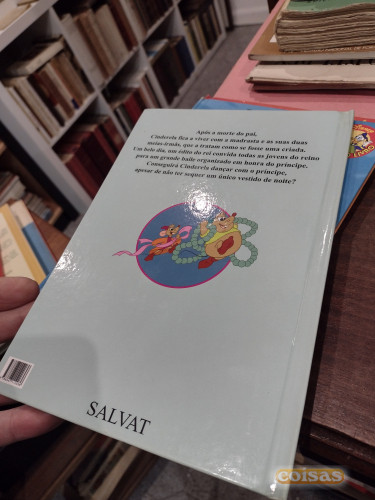 Após a morte do pai,
Cinderela fica a viver com a madrasta e as suas duas
meias-irmãs, que a tratam como se fosse uma criada.
Um belo dia, um édito do rei convida todas as jovens do reino
para um grande baile organizado em honra do príncipe.
Conseguirá Cinderela dançar com o príncipe,
apesar de não ter sequer um único vestido de noite?
SALVAT
coisas